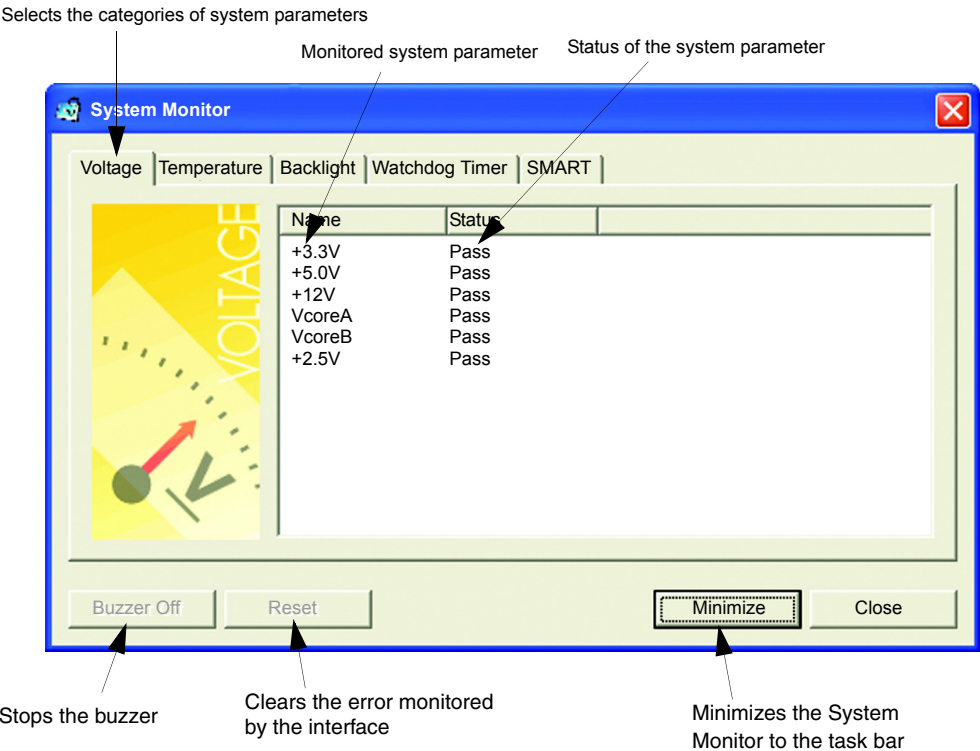 Selects the categories of system parameters
Monitored system parameter
Status of the system parameter
System Monitor
Voltage Temperature Backlight Watchdog Timer SMART
VOLTAGE
V
Name Status
+3.3V Pass
+5.0V Pass
+12V Pass
VcoreA Pass
VcoreB Pass
+2.5V Pass
Buzzer Off Reset Minimize Close
Stops the buzzer
Clears the error monitored
by the interface
Minimizes the System
Monitor to the task bar